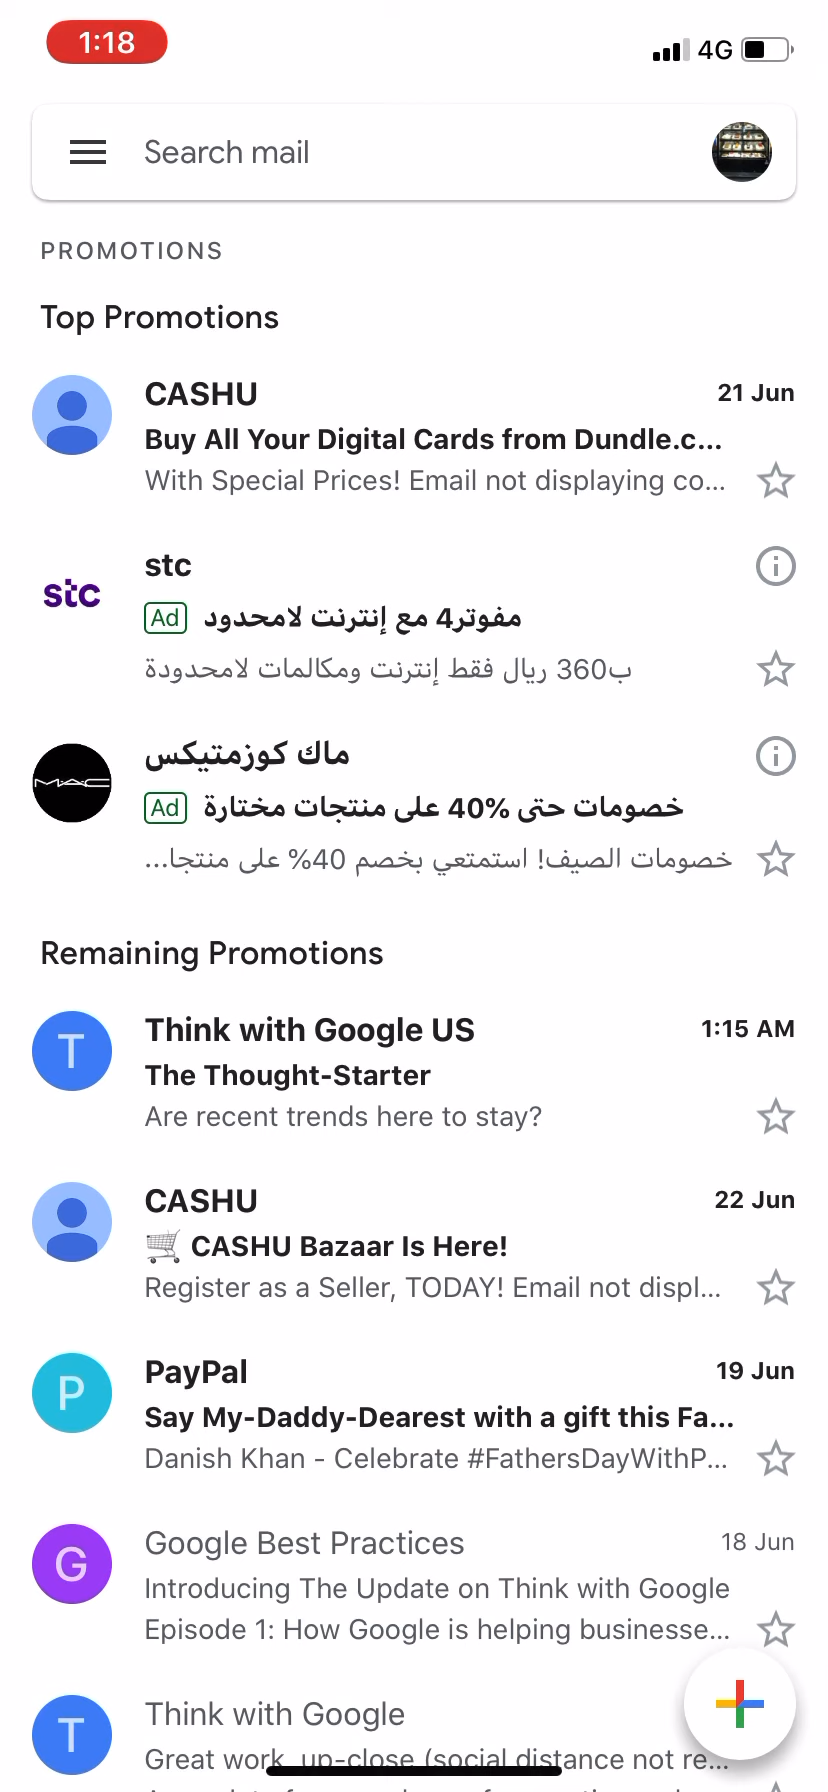 1:18
4G
Search mail
PROMOTIONS
Top Promotions
CASHU
21 Jun
Buy All Your Digital Cards from Dundle.c...
With Special Prices! Email not displaying co...
stc
stc
Ad مفوتر4 مع إنترنت لامحدود
ب360 ريال فقط إنترنت ومكالمات لامحدودة
MAC
ماك كوزمتيكس
Ad خصومات حتى 40% على منتجات مختارة
خصومات الصيف! استمتعي بخصم 40% على منتجا...
Remaining Promotions
T
Think with Google US
1:15 AM
The Thought-Starter
Are recent trends here to stay?
CASHU
22 Jun
🛒 CASHU Bazaar Is Here!
Register as a Seller, TODAY! Email not displ...
P
PayPal
19 Jun
Say My-Daddy-Dearest with a gift this Fa...
Danish Khan - Celebrate #FathersDayWithP...
G
Google Best Practices
18 Jun
Introducing The Update on Think with Google
Episode 1: How Google is helping businesse...
T
Think with Google
Great work, up-close (social distance not re...